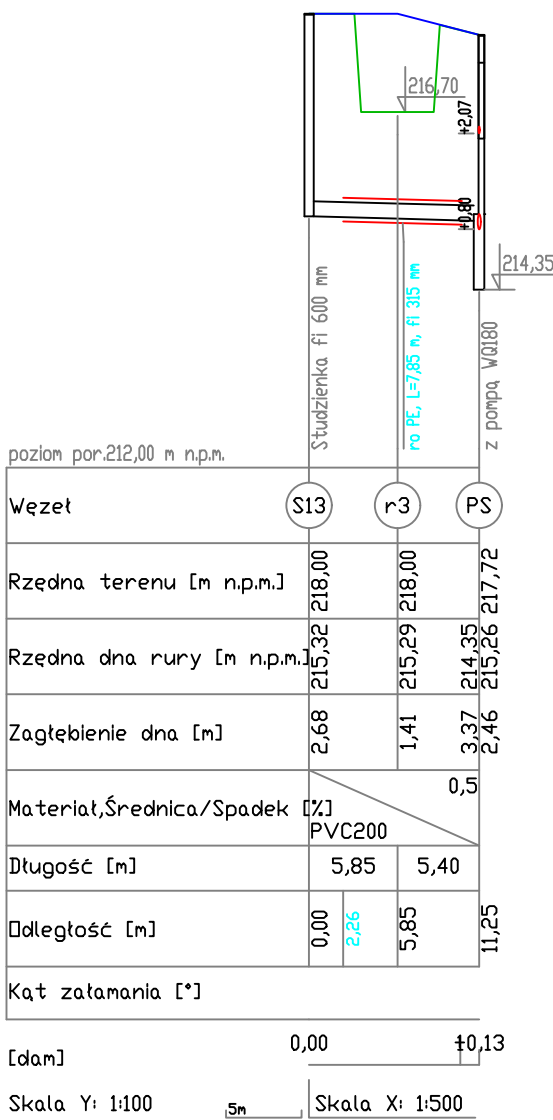 216,70
+2,07
+0,80
214,35
Studzienka fi 600 mm
ro PE, L=7,85 m, fi 315 mm
z pompą WQ180
poziom por.212,00 m n.p.m.
Węzeł S13 r3 PS
Rzędna terenu [m n.p.m.] 218,00 218,00 217,72
Rzędna dna rury [m n.p.m.] 215,32 215,29 214,35 215,26
Zagłębienie dna [m] 2,68 1,41 3,37 2,46
Materiał,Średnica/Spadek [%] PVC200 0,5
Długość [m] 5,85 5,40
□dległość [m] 0,00 2,26 5,85 11,25
Kąt załamania [°]
[dam] 0,00 +0,13
Skala Y: 1:100 5m Skala X: 1:500